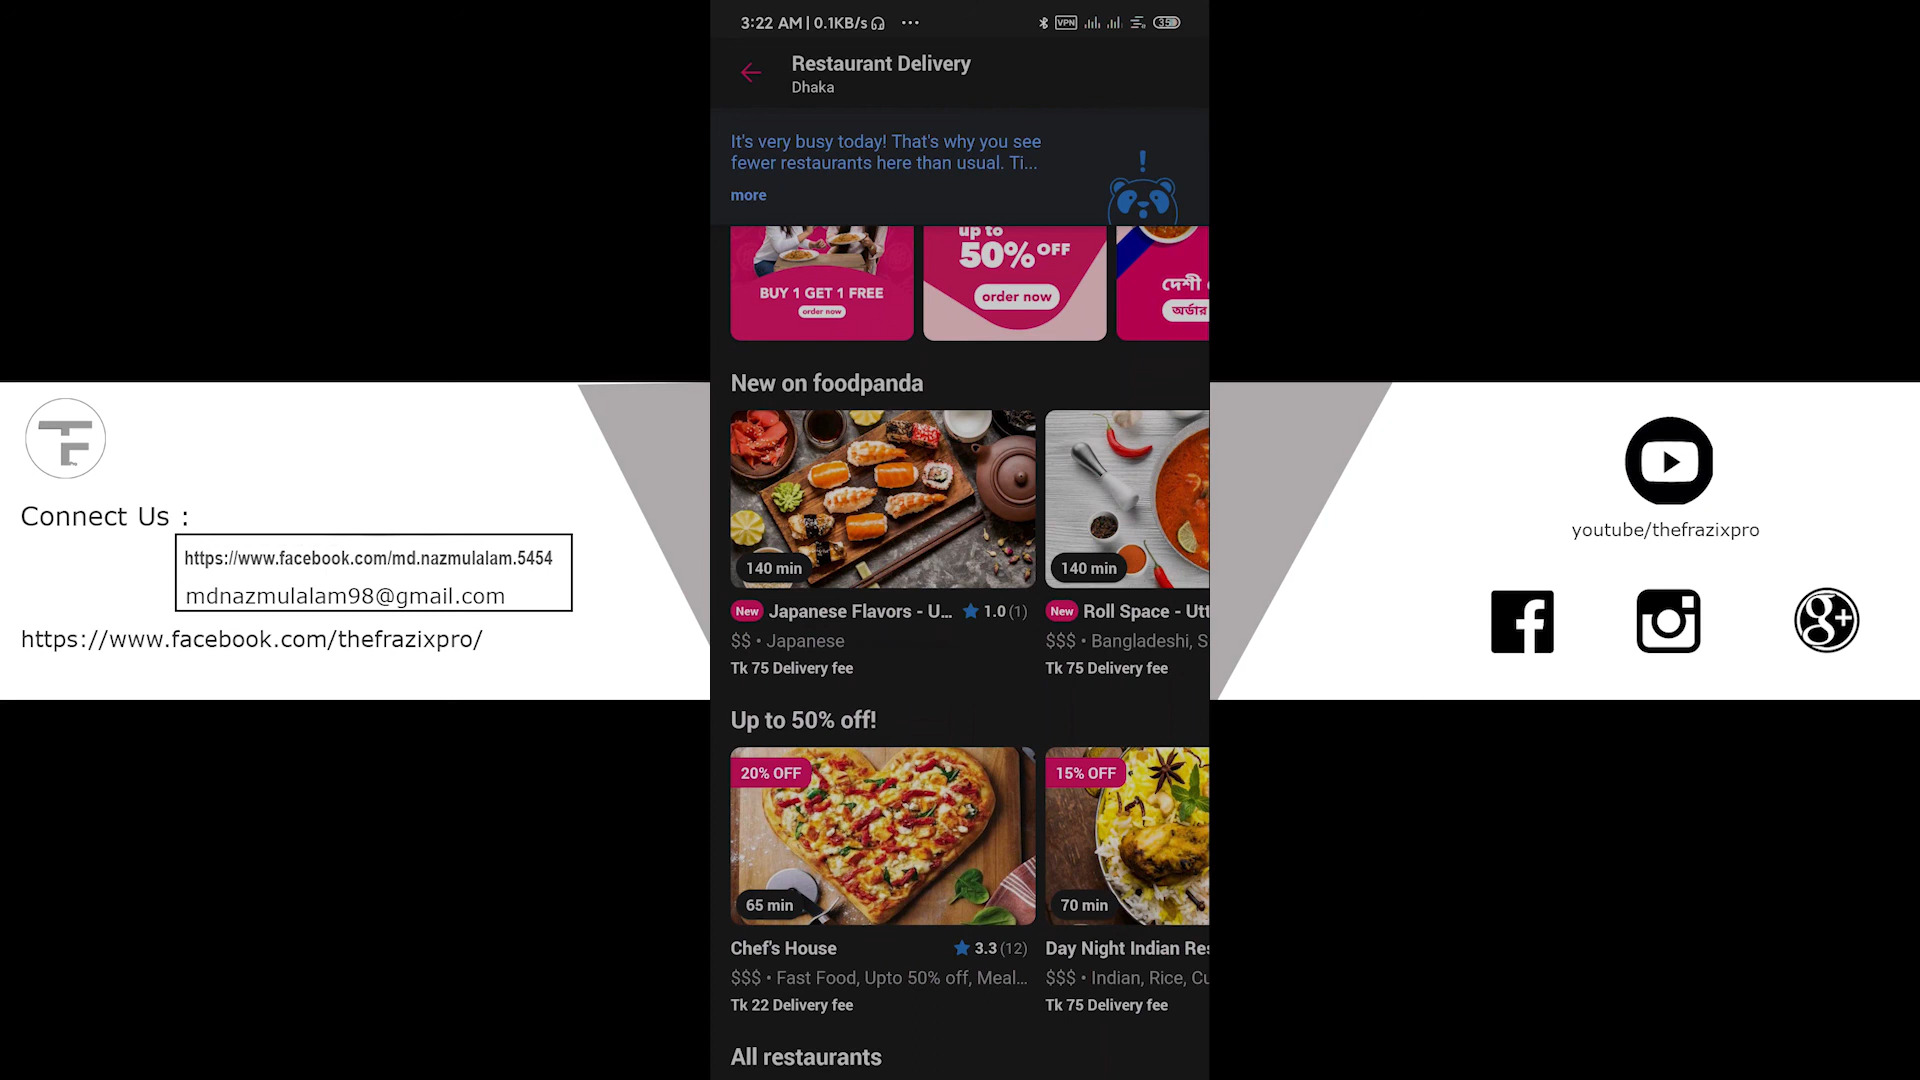 3:22 AM | 0.1KB/s ...
VPN
35
Restaurant Delivery
Dhaka
It's very busy today! That's why you see
fewer restaurants here than usual. Ti...
more
BUY 1 GET 1 FREE
order now
up to
50% OFF
order now
দেশী
অর্ডার
New on foodpanda
140 min
140 min
New Japanese Flavors - U... 1.0 (1)
$$ • Japanese
Tk 75 Delivery fee
New Roll Space - Utt
$$$ • Bangladeshi, S
Tk 75 Delivery fee
Up to 50% off!
20% OFF
65 min
15% OFF
70 min
Chef's House 3.3 (12)
$$$ • Fast Food, Upto 50% off, Meal...
Tk 22 Delivery fee
Day Night Indian Res
$$$ • Indian, Rice, Cu
Tk 75 Delivery fee
All restaurants
TF
Connect Us :
https://www.facebook.com/md.nazmulalam.5454
mdnazmulalam98@gmail.com
https://www.facebook.com/thefrazixpro/
youtube/thefrazixpro
g+